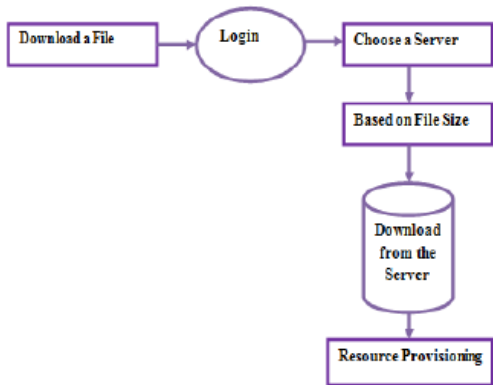 Download a File
Login
Choose a Server
Based on File Size
Download
from the
Server
Resource Provisioning